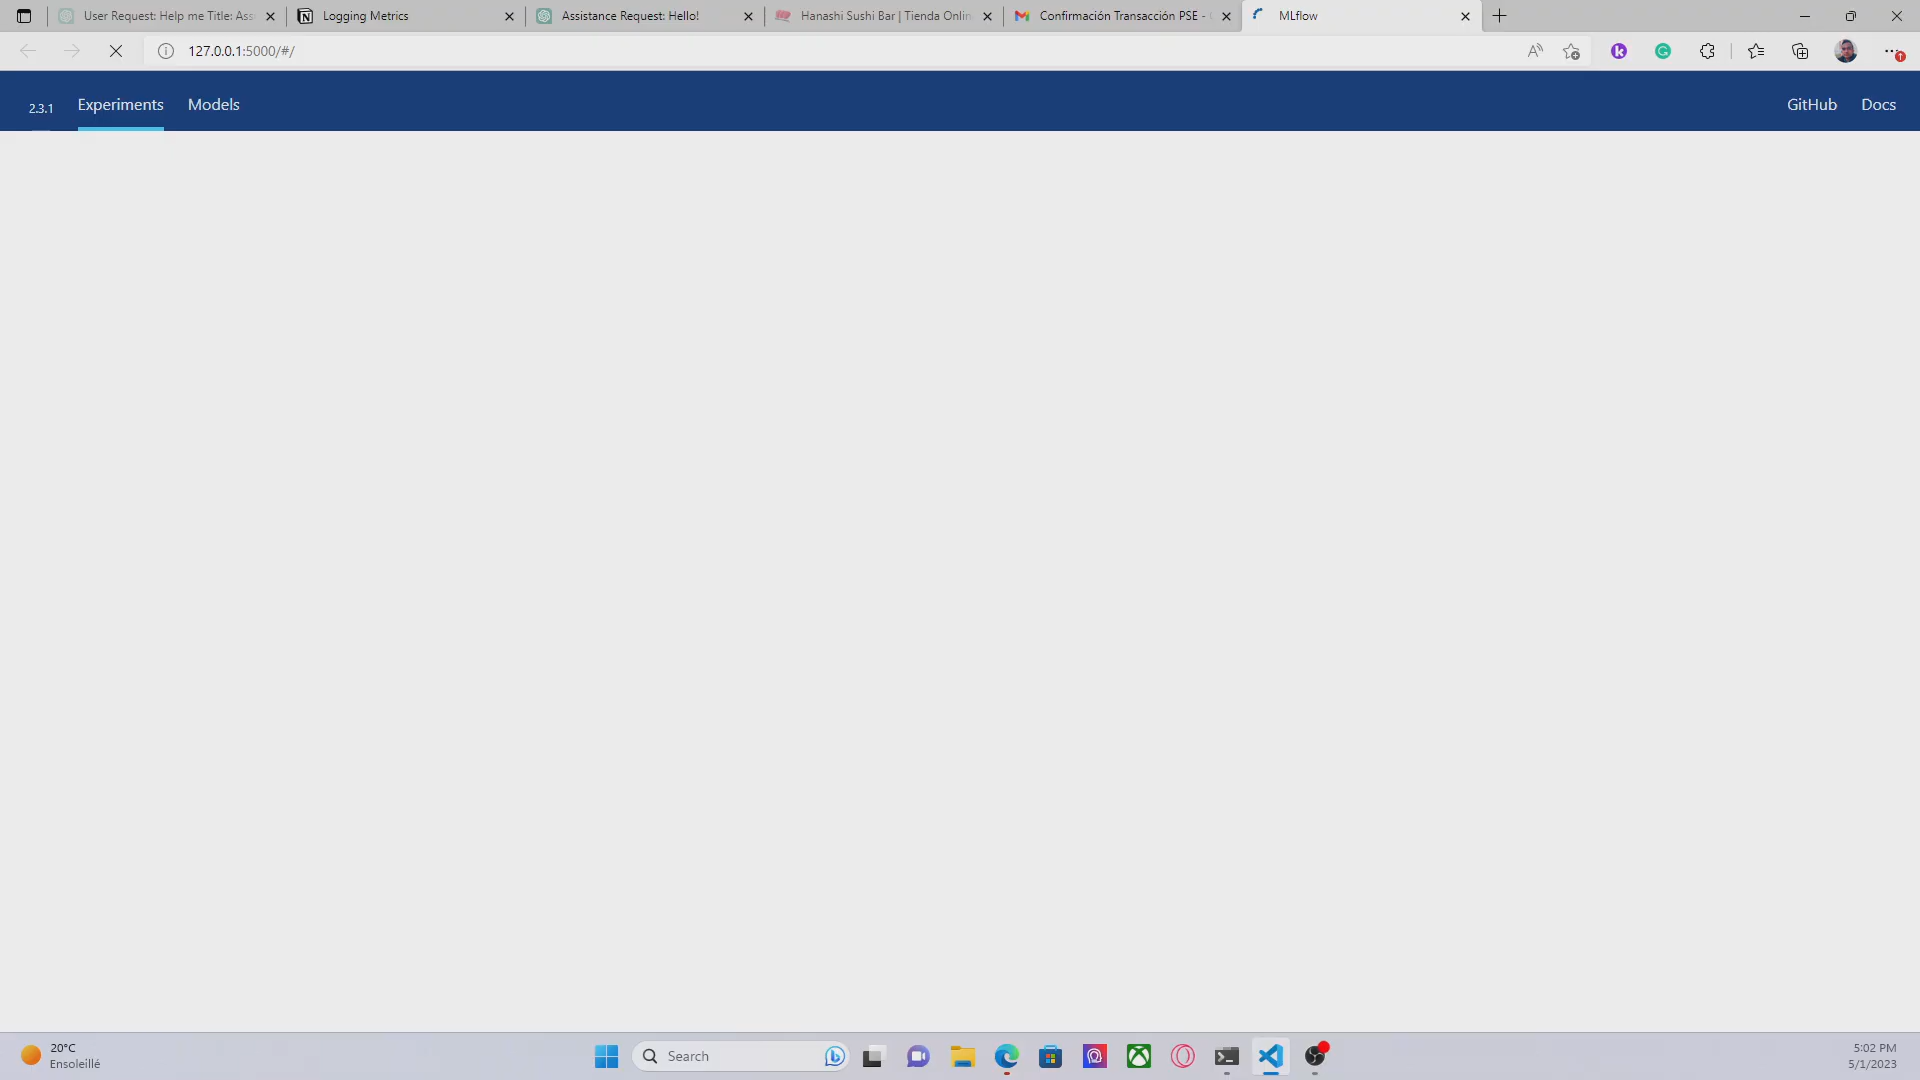 User Request: Help me Title: Ass
Logging Metrics
Assistance Request: Hello!
Hanashi Sushi Bar | Tienda Onlin
Confirmación Transacción PSE -
MLflow
127.0.0.1:5000/#/
2.3.1
Experiments
Models
GitHub
Docs
20°C
Ensoleillé
Search
5:02 PM
5/1/2023